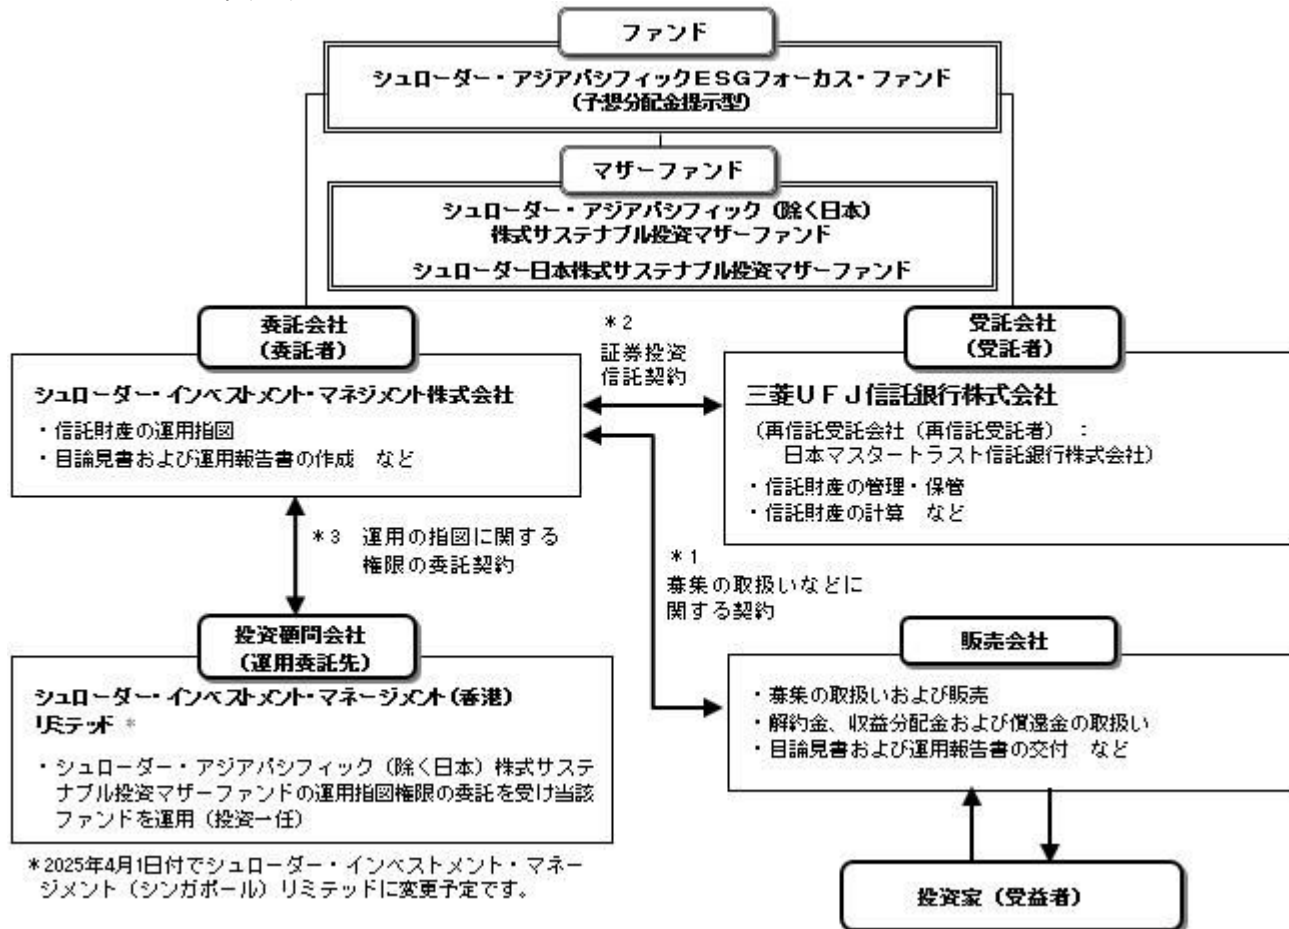 ファンド
シュローダー・アジアパシフィックＥＳＧフォーカス・ファンド
（予想分配金提示型）
マザーファンド
シュローダー・アジアパシフィック（除く日本）
株式サステナブル投資マザーファンド
シュローダー日本株式サステナブル投資マザーファンド
委託会社
（委託者）
シュローダー・インベストメント・マネジメント株式会社
・信託財産の運用指図
・目論見書および運用報告書の作成　など
＊２
証券投資
信託契約
受託会社
（受託者）
三菱ＵＦＪ信託銀行株式会社
（再信託受託会社（再信託受託者）：
日本マスタートラスト信託銀行株式会社）
・信託財産の管理・保管
・信託財産の計算　など
＊３　運用の指図に関する
権限の委託契約
＊１
募集の取扱いなどに
関する契約
投資顧問会社
（運用委託先）
シュローダー・インベストメント・マネージメント（香港）
リミテッド＊
・シュローダー・アジアパシフィック（除く日本）株式サステ
ナブル投資マザーファンドの運用指図権限の委託を受け当該
ファンドを運用（投資一任）
＊2025年4月1日付でシュローダー・インベストメント・マネー
ジメント（シンガポール）リミテッドに変更予定です。
販売会社
・募集の取扱いおよび販売
・解約金、収益分配金および償還金の取扱い
・目論見書および運用報告書の交付　など
投資家（受益者）